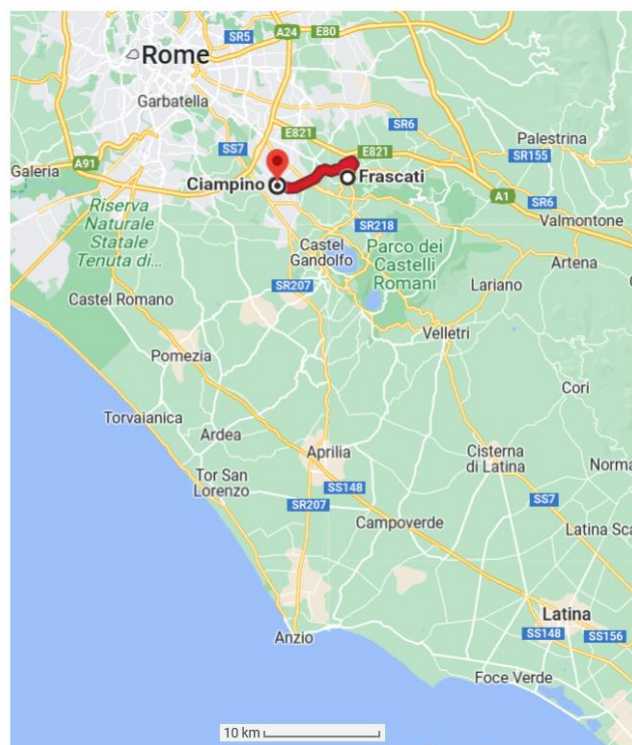 SR5
A24
E80
Rome
Garbatella
SR6
E821
Palestrina
SS7
E821
SR155
Galeria
A91
Ciampino
Frascati
A1
SR6
Riserva
Naturale
Statale
Tenuta di...
SR218
Valmontone
Castel
Gandolfo
Parco dei
Castelli
Romani
Artena
SR207
Lariano
Castel Romano
Velletri
Pomezia
Cori
Torvaianica
Ardea
Aprilia
Cisterna
di Latina
Norma
Tor San
Lorenzo
SS148
SR207
SS7
Campoverde
Latina Sca
Latina
SS148
SS156
Anzio
Foce Verde
10 km